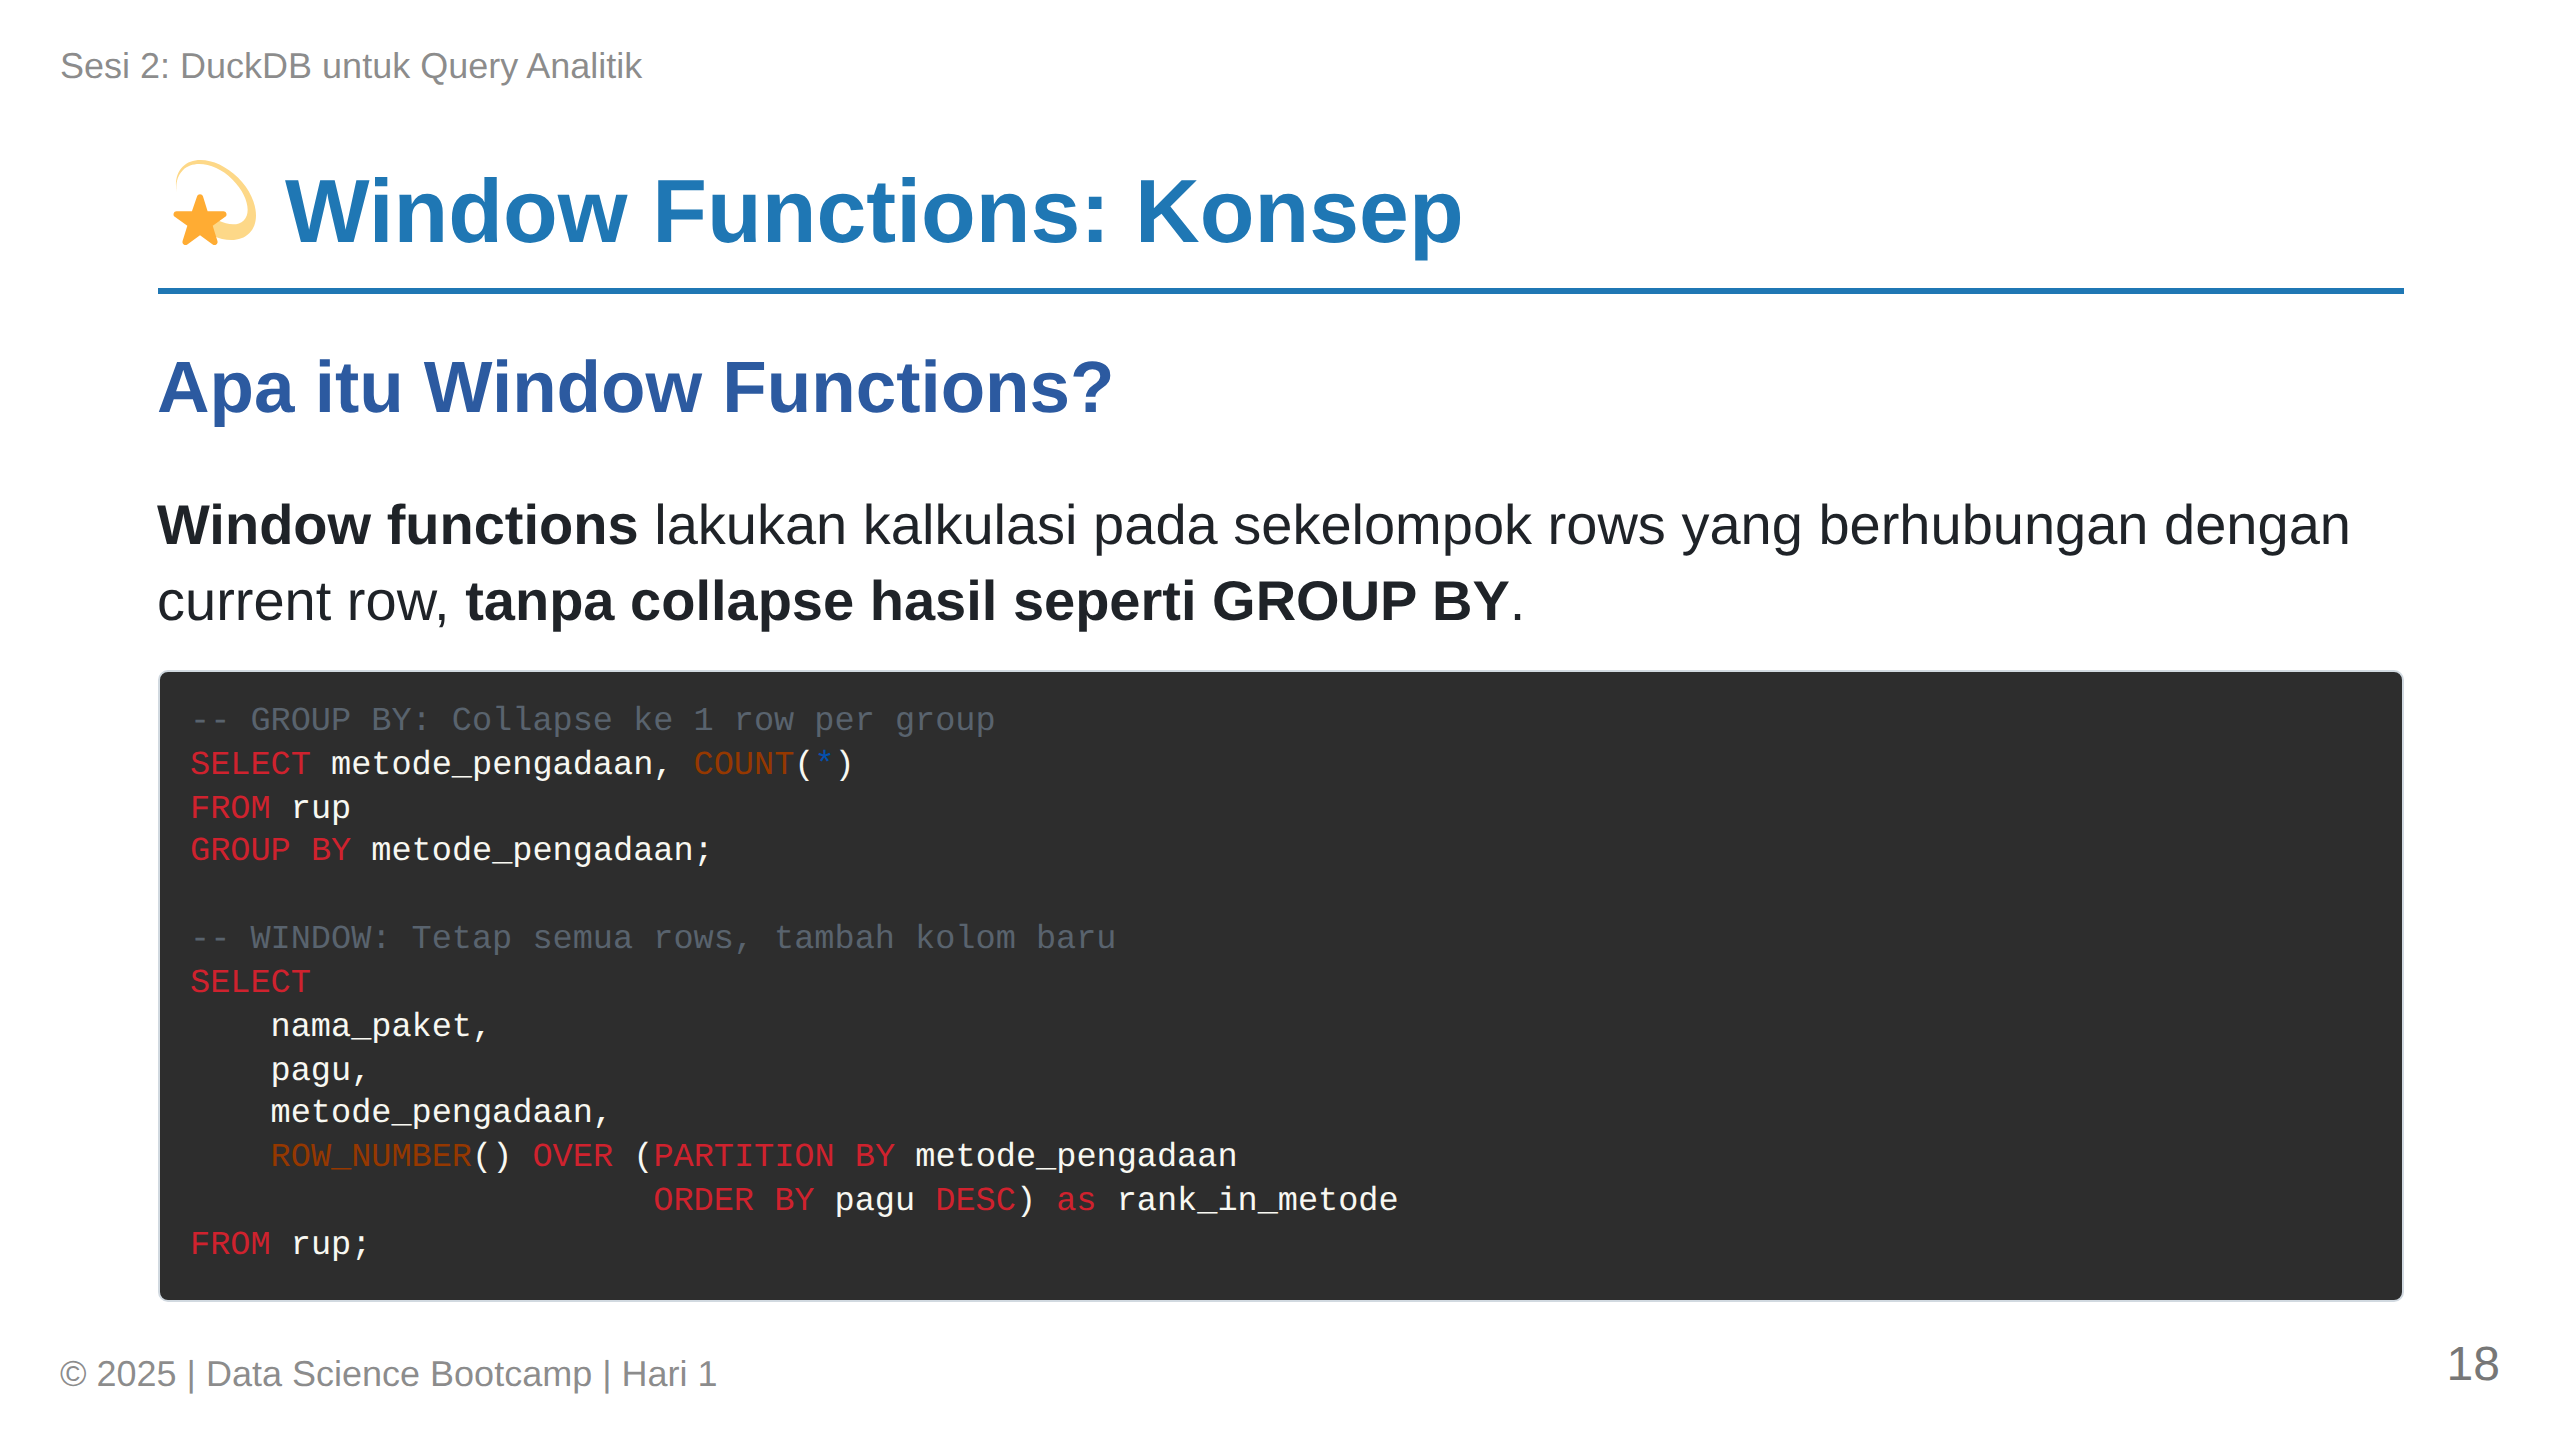 Sesi 2: DuckDB untuk Query Analitik
Window Functions: Konsep
Apa itu Window Functions?
Window functions lakukan kalkulasi pada sekelompok rows yang berhubungan dengan
current row, tanpa collapse hasil seperti GROUP BY.
-- GROUP BY: Collapse ke 1 row per group
SELECT metode_pengadaan, COUNT(*)
FROM rup
GROUP BY metode_pengadaan;

-- WINDOW: Tetap semua rows, tambah kolom baru
SELECT
    nama_paket,
    pagu,
    metode_pengadaan,
    ROW_NUMBER() OVER (PARTITION BY metode_pengadaan
                       ORDER BY pagu DESC) as rank_in_metode
FROM rup;
© 2025 | Data Science Bootcamp | Hari 1
18